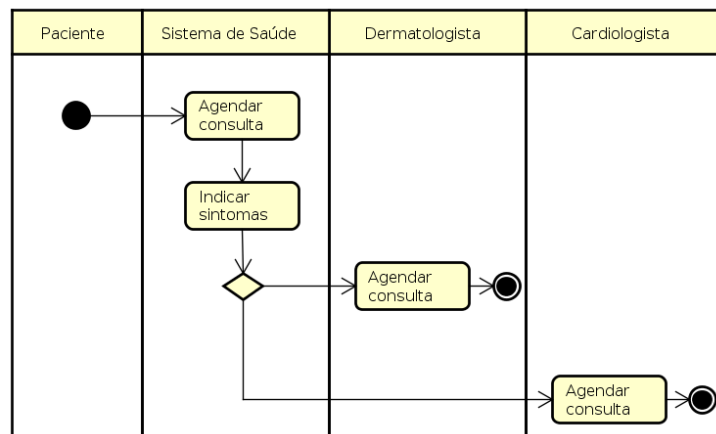 Paciente
Sistema de Saúde
Dermatologista
Cardiologista
Agendar
consulta
Indicar
sintomas
Agendar
consulta
Agendar
consulta